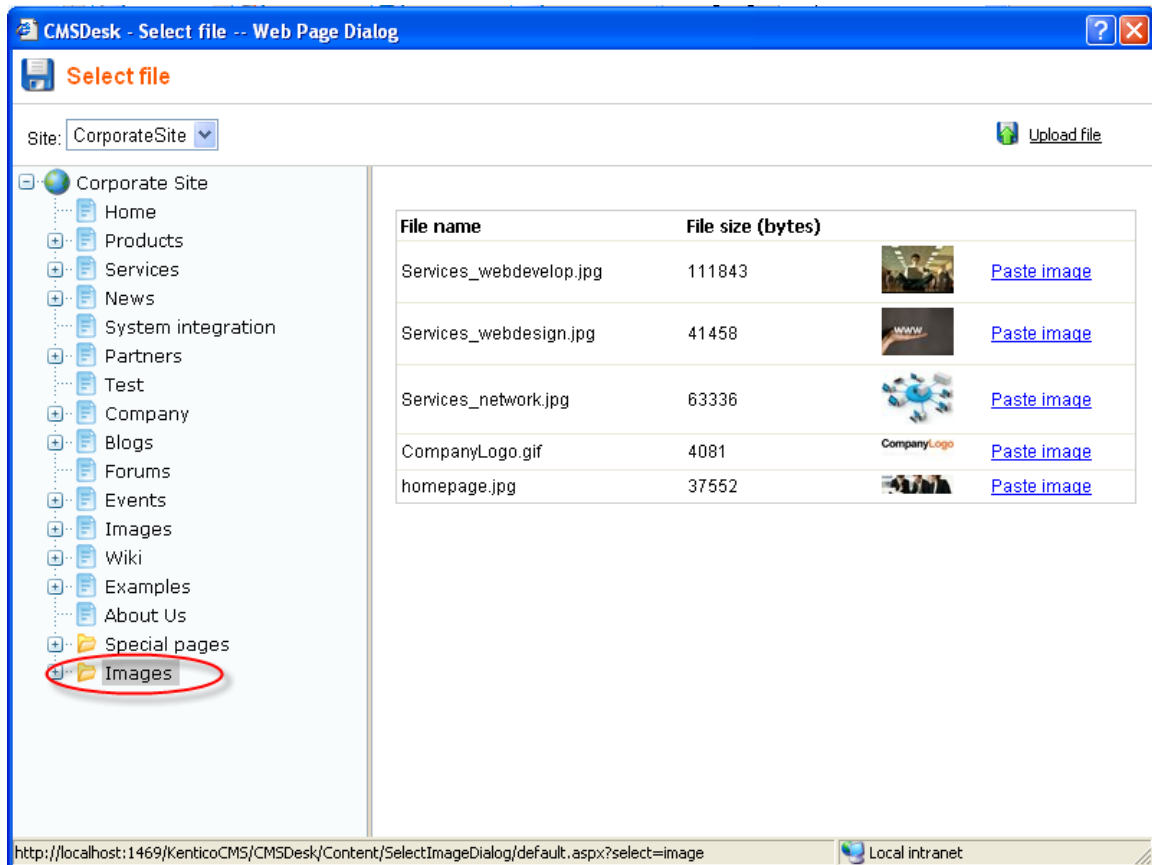 CMSDesk - Select file -- Web Page Dialog
Select file
Site: CorporateSite
Upload file
Corporate Site
Home
Products
Services
News
System integration
Partners
Test
Company
Blogs
Forums
Events
Images
Wiki
Examples
About Us
Special pages
Images
File name File size (bytes)
Services_webdevelop.jpg 111843 Paste image
Services_webdesign.jpg 41458 www Paste image
Services_network.jpg 63336 Paste image
CompanyLogo.gif 4081 CompanyLogo Paste image
homepage.jpg 37552 Paste image
http://localhost:1469/KenticoCMS/CMSDesk/Content/SelectImageDialog/default.aspx?select=image Local intranet